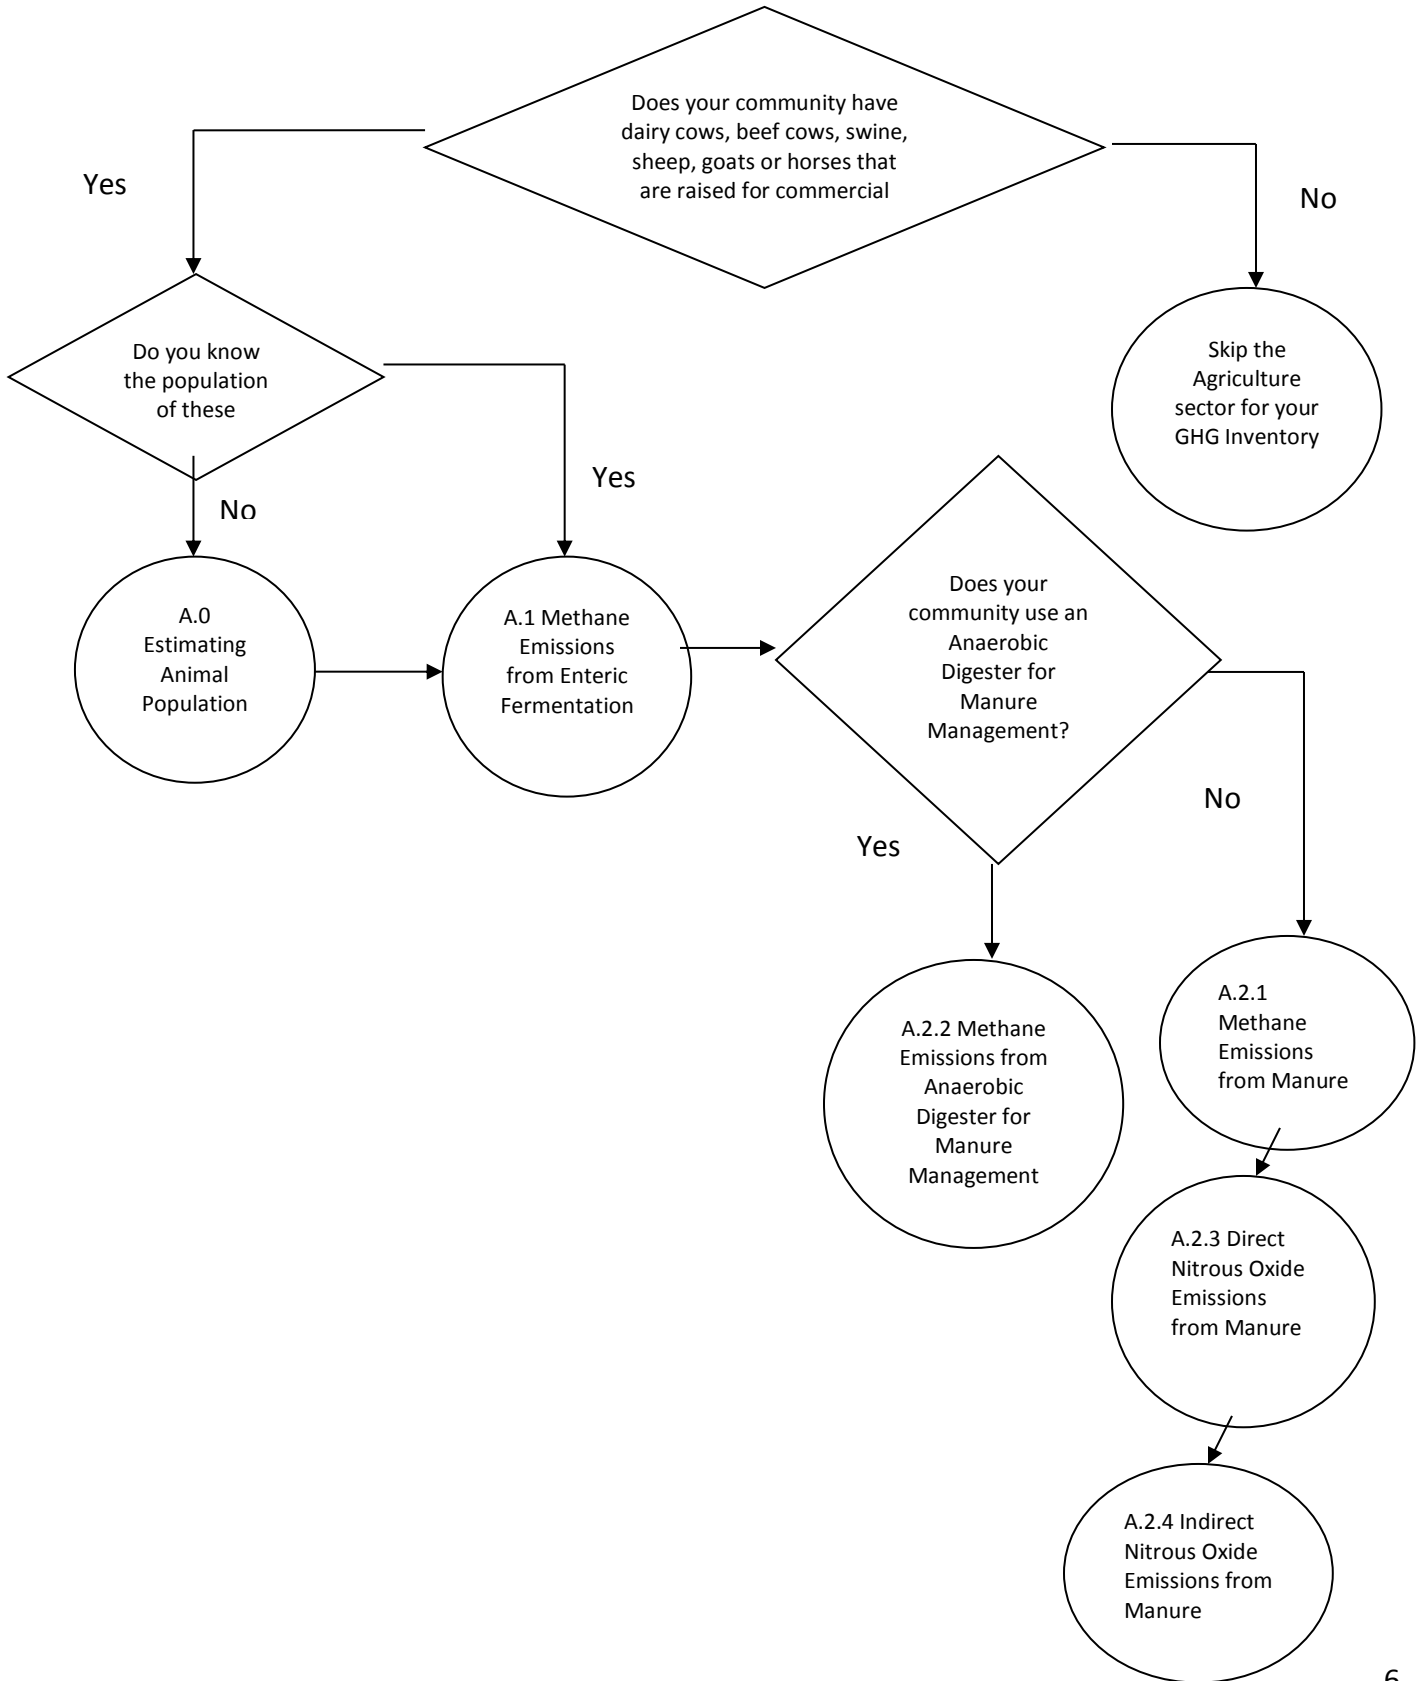 Does your community have
dairy cows, beef cows, swine,
sheep, goats or horses that
are raised for commercial
Yes
No
Do you know
the population
of these
Skip the
Agriculture
sector for your
GHG Inventory
Yes
No
A.0
Estimating
Animal
Population
A.1 Methane
Emissions
from Enteric
Fermentation
Does your
community use an
Anaerobic
Digester for
Manure
Management?
No
Yes
A.2.2 Methane
Emissions from
Anaerobic
Digester for
Manure
Management
A.2.1
Methane
Emissions
from Manure
A.2.3 Direct
Nitrous Oxide
Emissions
from Manure
A.2.4 Indirect
Nitrous Oxide
Emissions from
Manure
6